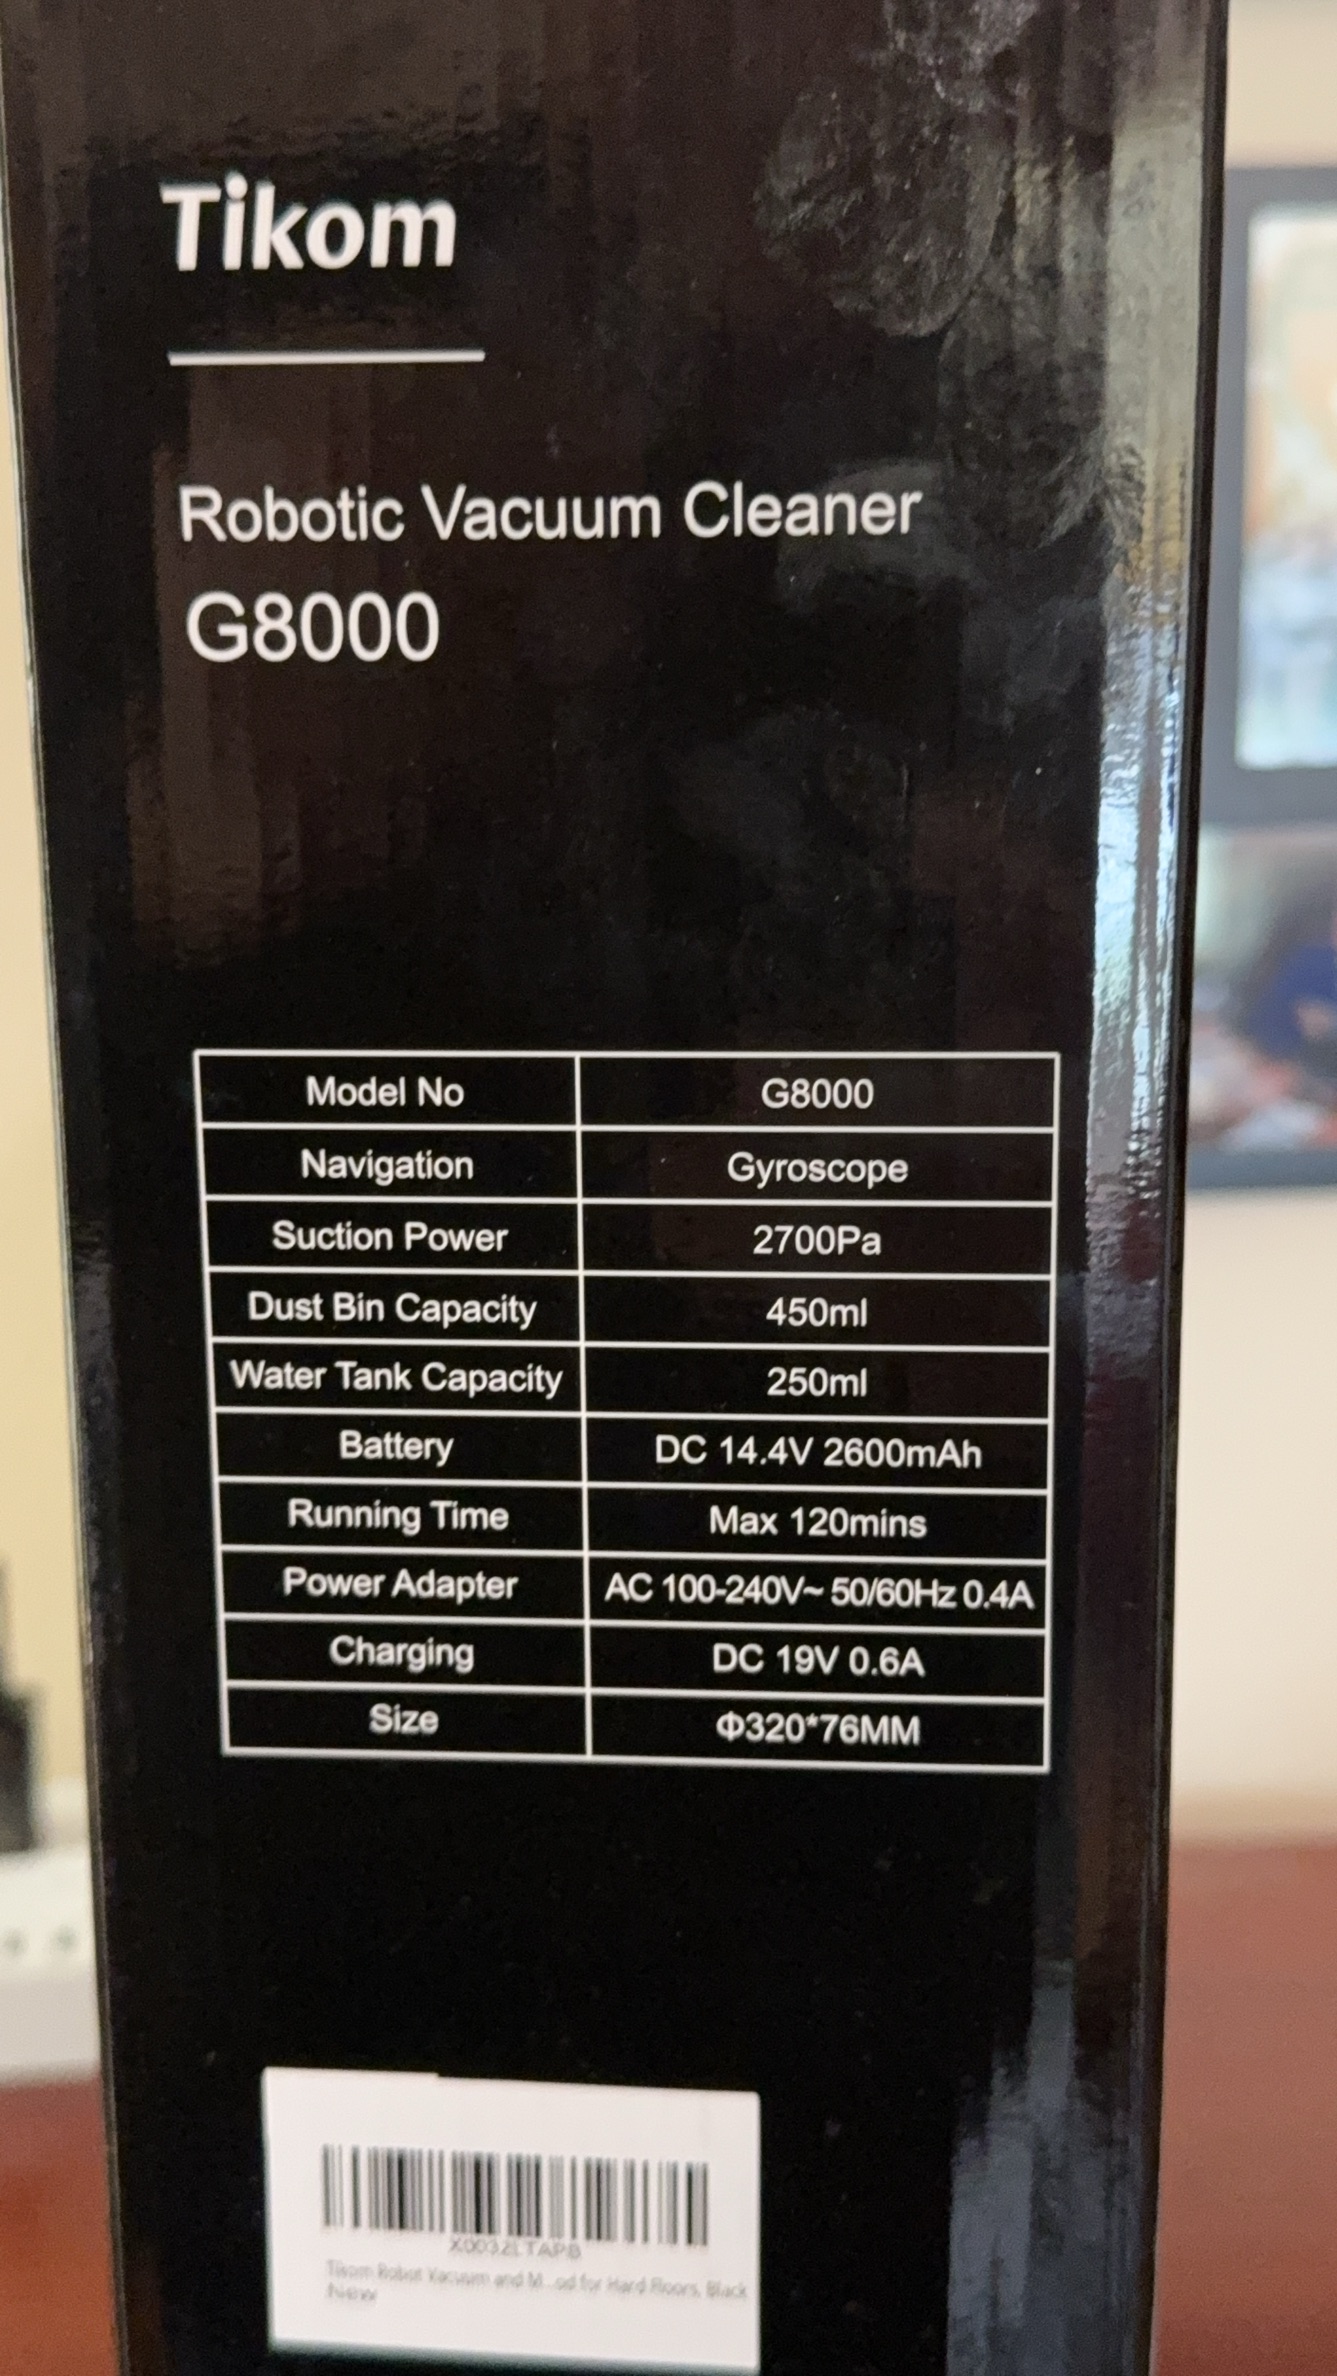 Tikom
Robotic Vacuum Cleaner
G8000
Model No G8000
Navigation Gyroscope
Suction Power 2700Pa
Dust Bin Capacity 450ml
Water Tank Capacity 250ml
Battery DC 14.4V 2600mAh
Running Time Max 120mins
Power Adapter AC 100-240V~ 50/60Hz 0.4A
Charging DC 19V 0.6A
Size Φ320*76MM
X0032LTAPB
Tikom Robot Vacuum and M...od for Hard Floors, Black
New